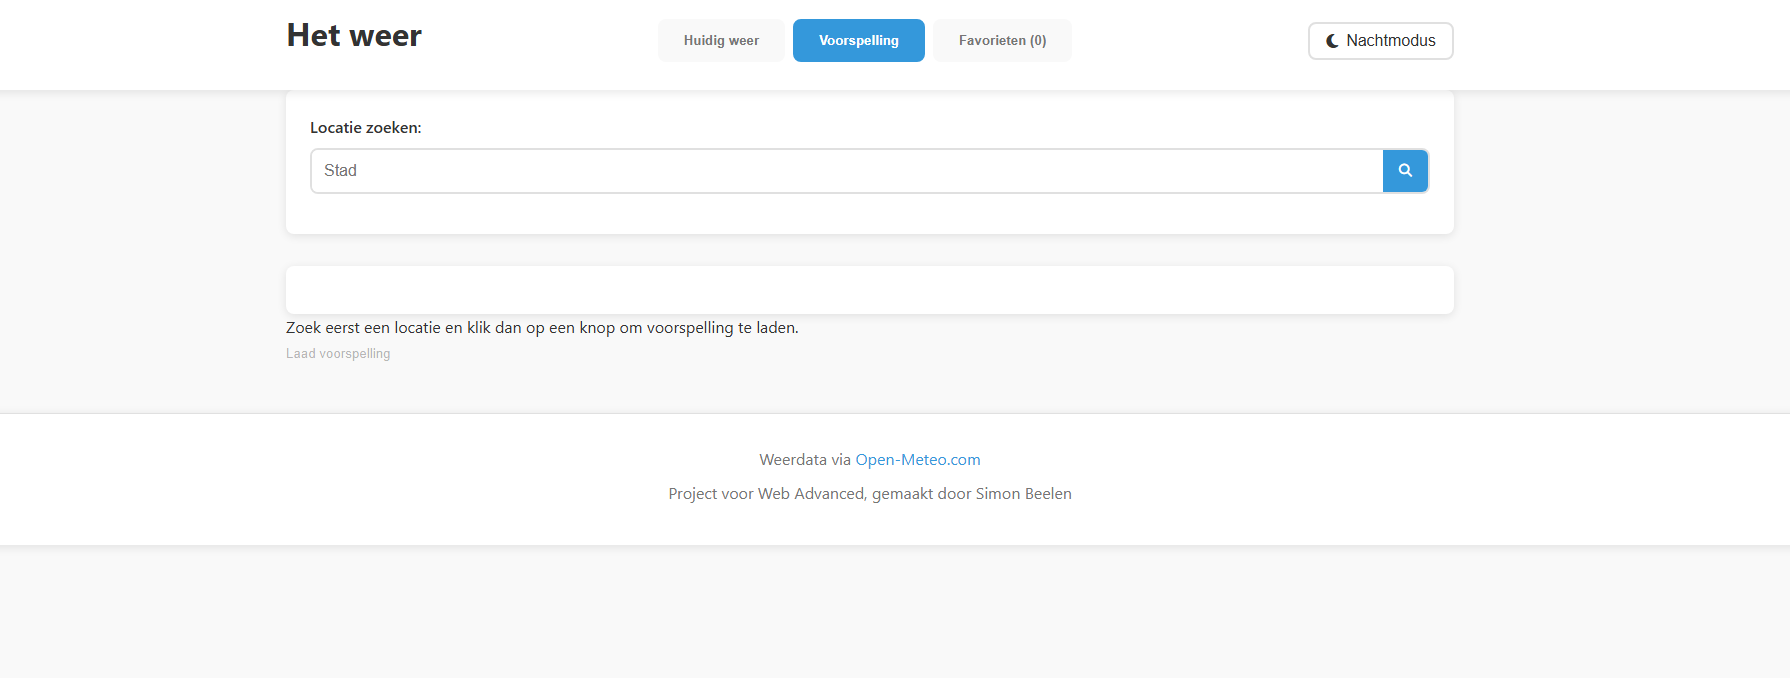 Het weer
Huidig weer
Voorspelling
Favorieten (0)
Nachtmodus
Locatie zoeken:
Stad
Zoek eerst een locatie en klik dan op een knop om voorspelling te laden.
Laad voorspelling
Weerdata via Open-Meteo.com
Project voor Web Advanced, gemaakt door Simon Beelen